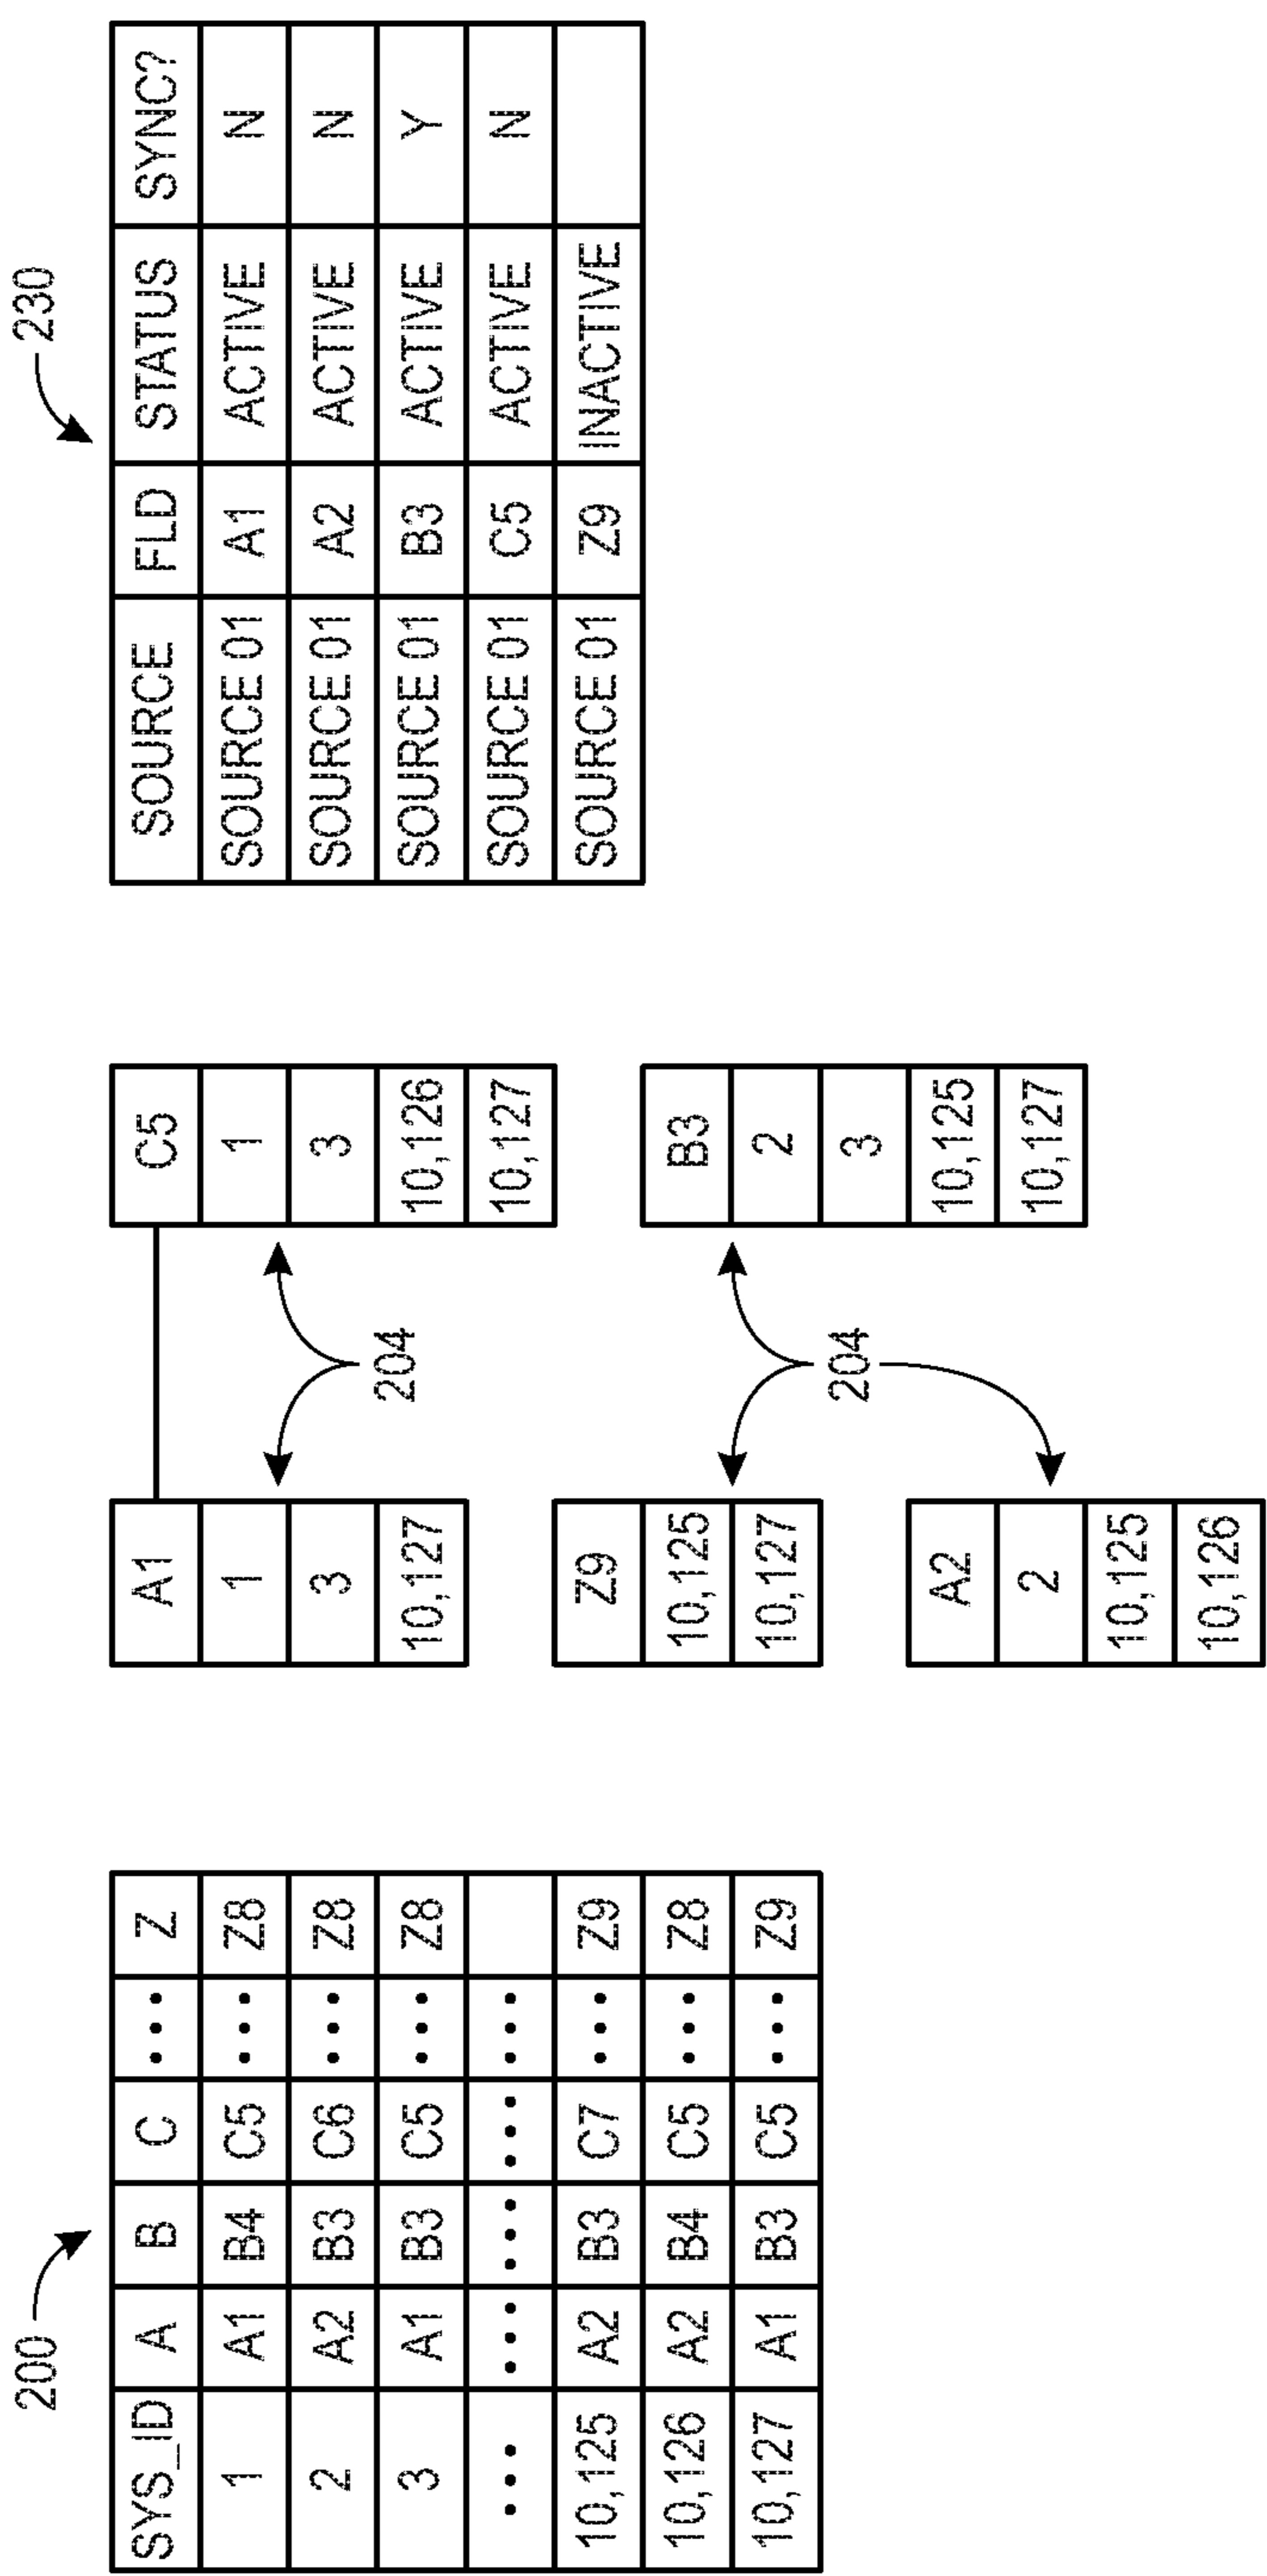 200
SYS_ID A B C ••• Z
1 A1 B4 C5 ••• Z8
2 A2 B3 C6 ••• Z8
3 A1 B3 C5 ••• Z8
••• ••• ••• ••• •••
10,125 A2 B3 C7 ••• Z9
10,126 A2 B4 C5 ••• Z8
10,127 A1 B3 C5 ••• Z9
A1
1
3
10,127
C5
1
3
10,126
10,127
204
Z9
10,125
10,127
B3
2
3
10,125
10,127
204
A2
2
10,125
10,126
230
SOURCE FLD STATUS SYNC?
SOURCE 01 A1 ACTIVE N
SOURCE 01 A2 ACTIVE N
SOURCE 01 B3 ACTIVE Y
SOURCE 01 C5 ACTIVE N
SOURCE 01 Z9 INACTIVE